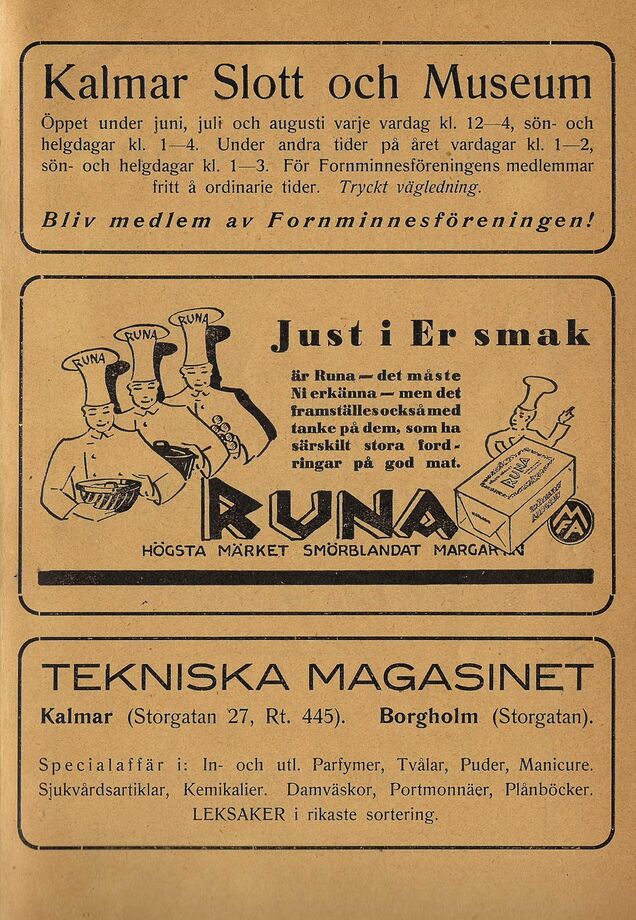 Kalmar Slott och Museum
Öppet under juni, juli och augusti varje vardag kl. 12—4, sön- och
helgdagar kl. 1—4. Under andra tider på året vardagar kl. 1—2,
sön- och helgdagar kl. 1—3. För Fornminnesföreningens medlemmar
fritt å ordinarie tider. Tryckt vägledning.
Bliv medlem av Fornminnesföreningen!
RUNA
RUNA
RUNA
Just i Er smak
är Runa — det måste
Ni erkänna — men det
framställes också med
tanke på dem, som ha
särskilt stora ford-
ringar på god mat.
RUNA
RUNA
MFA
HÖGSTA MÄRKET SMÖRBLANDAT MARGARIN
TEKNISKA MAGASINET
Kalmar (Storgatan 27, Rt. 445). Borgholm (Storgatan).
Specialaffär i: In- och utl. Parfymer, Tvålar, Puder, Manicure.
Sjukvårdsartiklar, Kemikalier. Damväskor, Portmonnäer, Plånböcker.
LEKSAKER i rikaste sortering.